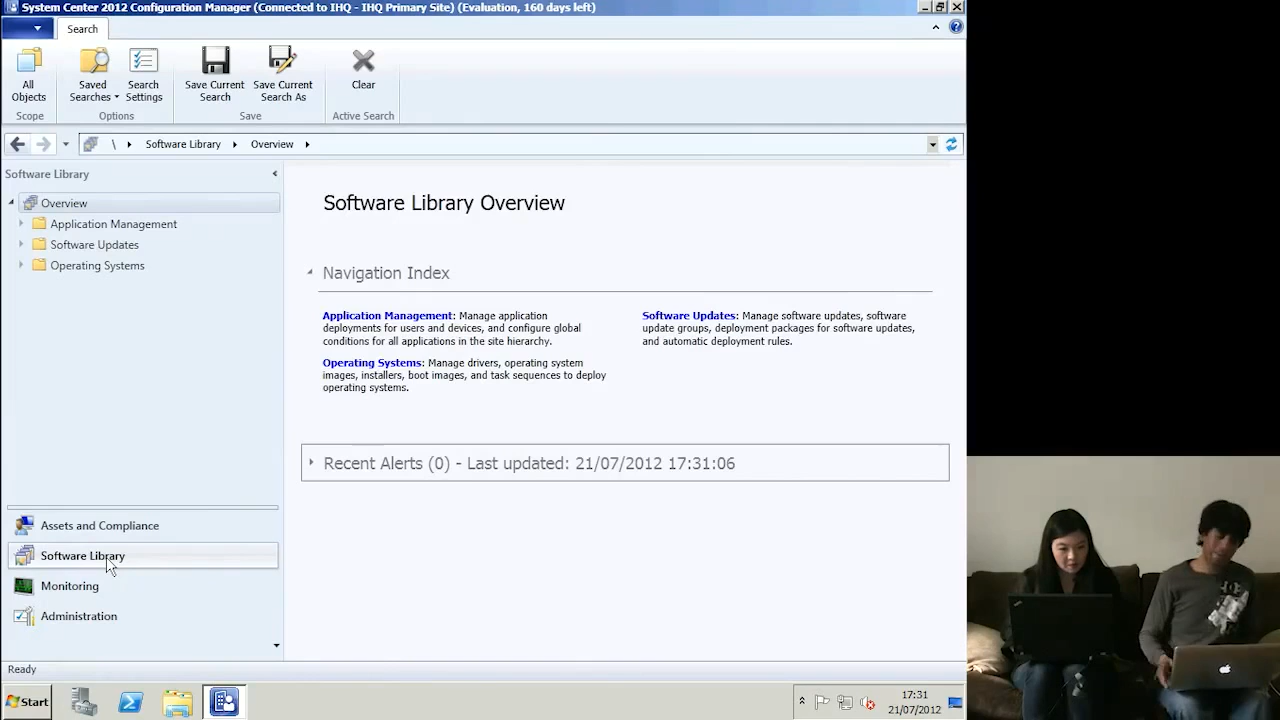 System Center 2012 Configuration Manager (Connected to IHQ - IHQ Primary Site) (Evaluation, 160 days left)
Search
All Objects
Saved Searches
Search Settings
Save Current Search
Save Current Search As
Clear
Scope
Options
Save
Active Search
\ Software Library Overview
Software Library
Overview
Application Management
Software Updates
Operating Systems
Software Library Overview
Navigation Index
Application Management: Manage application
deployments for users and devices, and configure global
conditions for all applications in the site hierarchy.
Software Updates: Manage software updates, software
update groups, deployment packages for software updates,
and automatic deployment rules.
Operating Systems: Manage drivers, operating system
images, installers, boot images, and task sequences to deploy
operating systems.
Recent Alerts (0) - Last updated: 21/07/2012 17:31:06
Assets and Compliance
Software Library
Monitoring
Administration
Ready
Start
17:31
21/07/2012